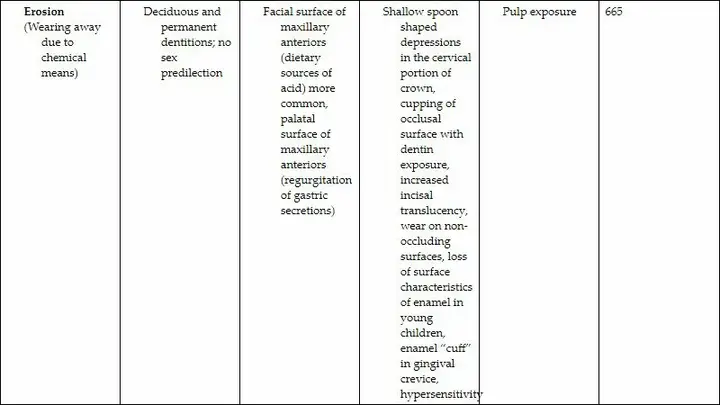 Erosion
(Wearing away
due to
chemical
means)
Deciduous and
permanent
dentitions; no
sex
predilection
Facial surface of
maxillary
anteriors
(dietary
sources of
acid) more
common,
palatal
surface of
maxillary
anteriors
(regurgitation
of gastric
secretions)
Shallow spoon
shaped
depressions
in the cervical
portion of
crown,
cupping of
occlusal
surface with
dentin
exposure,
increased
incisal
translucency,
wear on non-
occluding
surfaces, loss
of surface
characteristics
of enamel in
young
children,
enamel “cuff”
in gingival
crevice,
hypersensitivity
Pulp exposure
665